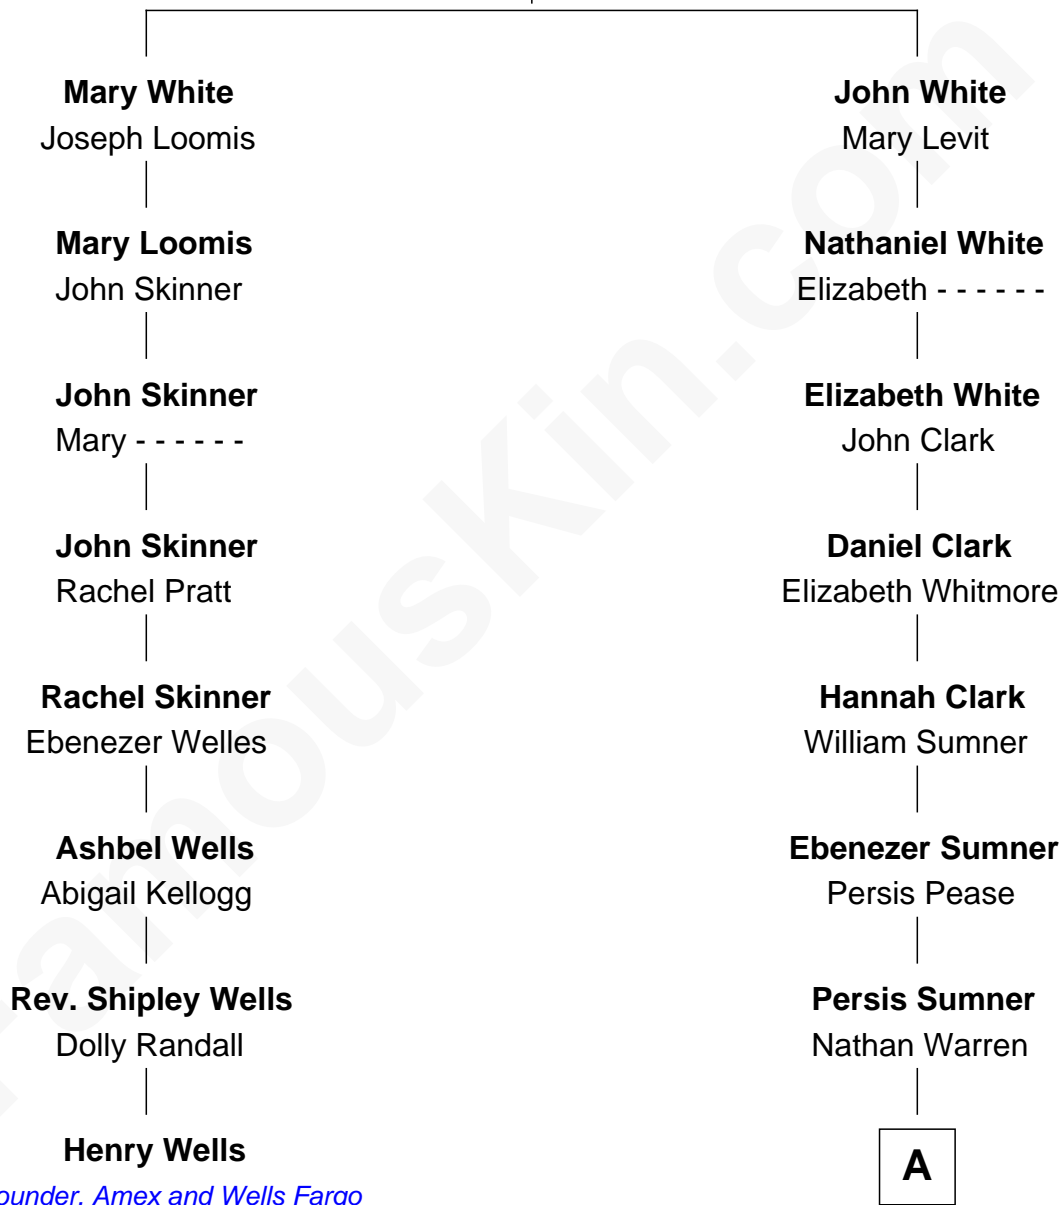 Mary White
Joseph Loomis
Mary Loomis
John Skinner
John Skinner
Mary - - - - - -
John Skinner
Rachel Pratt
Rachel Skinner
Ebenezer Welles
Ashbel Wells
Abigail Kellogg
Rev. Shipley Wells
Dolly Randall
Henry Wells
ounder, Amex and Wells Fargo
John White
Mary Levit
Nathaniel White
Elizabeth - - - - - -
Elizabeth White
John Clark
Daniel Clark
Elizabeth Whitmore
Hannah Clark
William Sumner
Ebenezer Sumner
Persis Pease
Persis Sumner
Nathan Warren
A
FamousKin.com